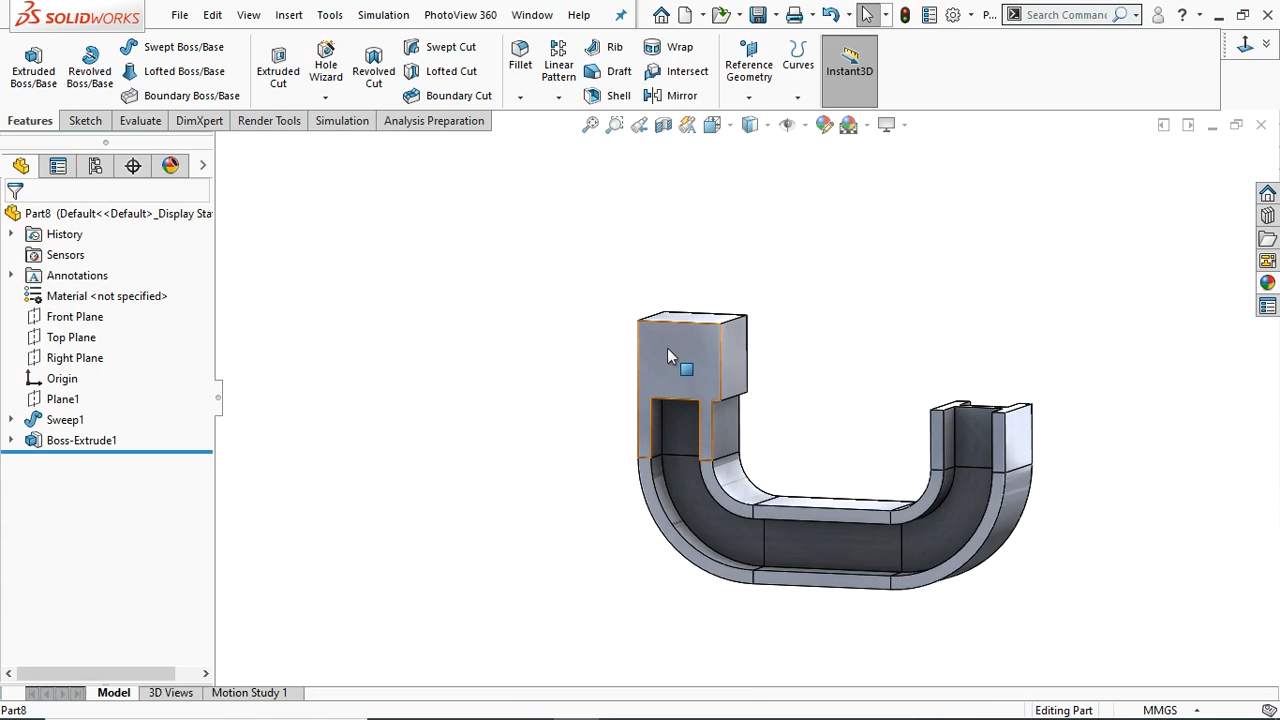 SOLIDWORKS File Edit View Insert Tools Simulation PhotoView 360 Window Help P... Search Commands ?
Extruded Boss/Base Revolved Boss/Base Swept Boss/Base Lofted Boss/Base Boundary Boss/Base
Extruded Cut Hole Wizard Revolved Cut Swept Cut Lofted Cut Boundary Cut
Fillet Linear Pattern Rib Draft Shell Wrap Intersect Mirror
Reference Geometry Curves Instant3D
Features Sketch Evaluate DimXpert Render Tools Simulation Analysis Preparation
Part8 (Default<<Default>_Display Sta
History
Sensors
Annotations
Material <not specified>
Front Plane
Top Plane
Right Plane
Origin
Plane1
Sweep1
Boss-Extrude1
Model 3D Views Motion Study 1
Part8 Editing Part MMGS